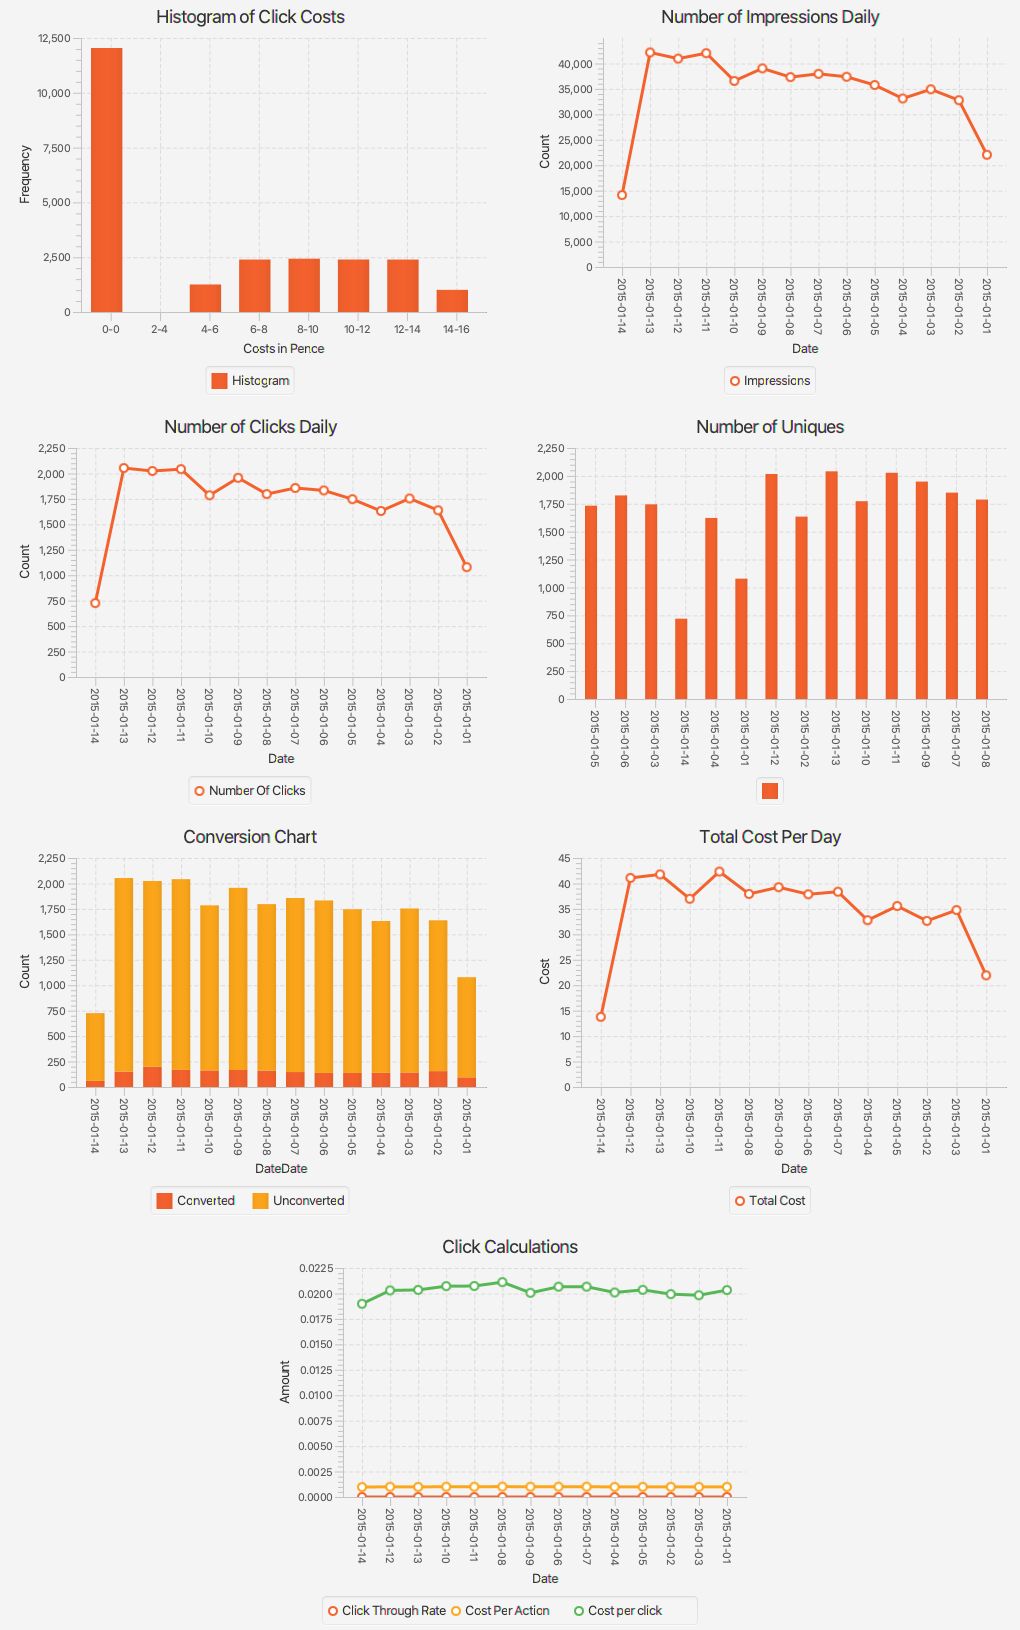 Histogram of Click Costs
12,500
10,000
7,500
5,000
2,500
0
Frequency
0-0 2-4 4-6 6-8 8-10 10-12 12-14 14-16
Costs in Pence
Histogram
Number of Impressions Daily
40,000
35,000
30,000
25,000
20,000
15,000
10,000
5,000
0
Count
2015-01-14 2015-01-13 2015-01-12 2015-01-11 2015-01-10 2015-01-09 2015-01-08 2015-01-07 2015-01-06 2015-01-05 2015-01-04 2015-01-03 2015-01-02 2015-01-01
Date
Impressions
Number of Clicks Daily
2,250
2,000
1,750
1,500
1,250
1,000
750
500
250
0
Count
2015-01-14 2015-01-13 2015-01-12 2015-01-11 2015-01-10 2015-01-09 2015-01-08 2015-01-07 2015-01-06 2015-01-05 2015-01-04 2015-01-03 2015-01-02 2015-01-01
Date
Number Of Clicks
Number of Uniques
2,250
2,000
1,750
1,500
1,250
1,000
750
500
250
0
2015-01-05 2015-01-06 2015-01-03 2015-01-14 2015-01-04 2015-01-01 2015-01-12 2015-01-02 2015-01-13 2015-01-10 2015-01-11 2015-01-09 2015-01-07 2015-01-08
Conversion Chart
2,250
2,000
1,750
1,500
1,250
1,000
750
500
250
0
Count
2015-01-14 2015-01-13 2015-01-12 2015-01-11 2015-01-10 2015-01-09 2015-01-08 2015-01-07 2015-01-06 2015-01-05 2015-01-04 2015-01-03 2015-01-02 2015-01-01
DateDate
Converted Unconverted
Total Cost Per Day
45
40
35
30
25
20
15
10
5
0
Cost
2015-01-14 2015-01-12 2015-01-13 2015-01-10 2015-01-11 2015-01-08 2015-01-09 2015-01-06 2015-01-07 2015-01-04 2015-01-05 2015-01-02 2015-01-03 2015-01-01
Date
Total Cost
Click Calculations
0.0225
0.0200
0.0175
0.0150
0.0125
0.0100
0.0075
0.0050
0.0025
0.0000
Amount
2015-01-14 2015-01-12 2015-01-13 2015-01-10 2015-01-11 2015-01-08 2015-01-09 2015-01-06 2015-01-07 2015-01-04 2015-01-05 2015-01-02 2015-01-03 2015-01-01
Date
Click Through Rate Cost Per Action Cost per click